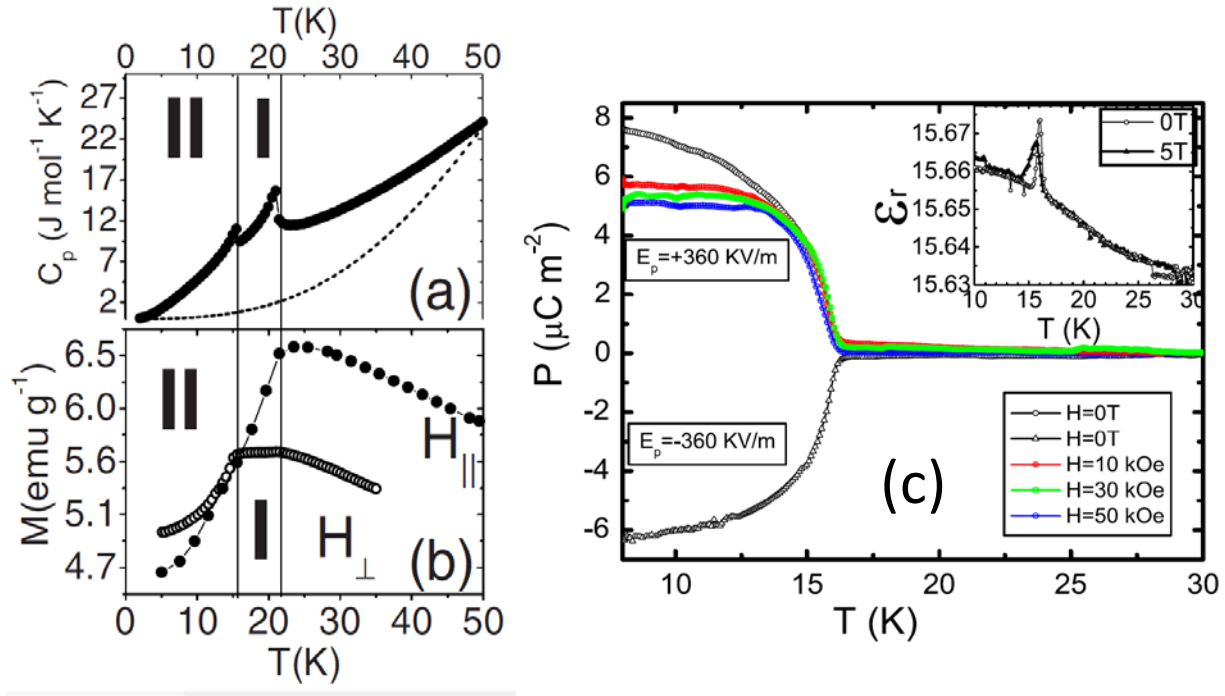 T(K)
0 10 20 30 40 50
27
22
17
12
7
2
C_p (J mol⁻¹ K⁻¹)
II I
(a)
6.5
6.0
5.6
5.1
4.7
M(emu g⁻¹)
II
I
H_||
H_⊥
(b)
0 10 20 30 40 50
T(K)
8
6
4
2
0
-2
-4
-6
P (μC m⁻²)
E_p=+360 KV/m
E_p=-360 KV/m
15.67
15.66
15.65
15.64
15.63
ε_r
0T
5T
10 15 20 25 30
T (K)
(c)
H=0T
H=0T
H=10 kOe
H=30 kOe
H=50 kOe
10 15 20 25 30
T (K)